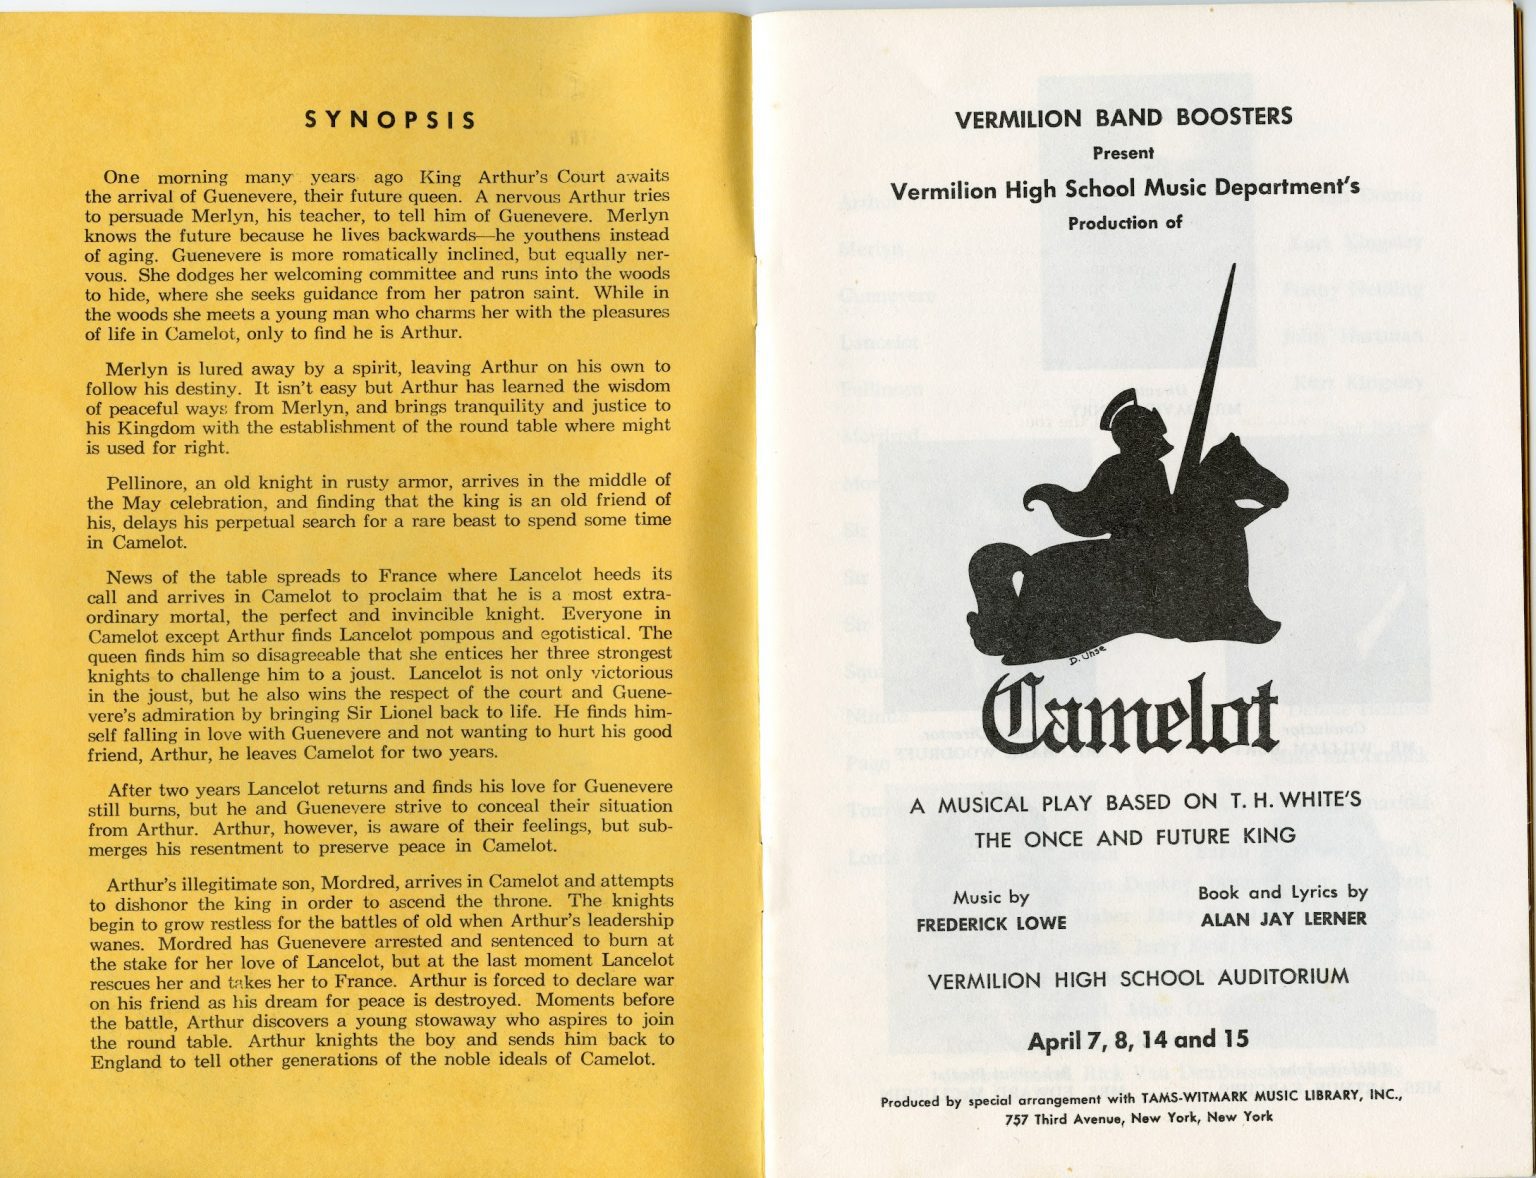 SYNOPSIS
One morning many years ago King Arthur's Court awaits
the arrival of Guenevere, their future queen. A nervous Arthur tries
to persuade Merlyn, his teacher, to tell him of Guenevere. Merlyn
knows the future because he lives backwards—he youthens instead
of aging. Guenevere is more romatically inclined, but equally ner-
vous. She dodges her welcoming committee and runs into the woods
to hide, where she seeks guidance from her patron saint. While in
the woods she meets a young man who charms her with the pleasures
of life in Camelot, only to find he is Arthur.
Merlyn is lured away by a spirit, leaving Arthur on his own to
follow his destiny. It isn't easy but Arthur has learned the wisdom
of peaceful ways from Merlyn, and brings tranquility and justice to
his Kingdom with the establishment of the round table where might
is used for right.
Pellinore, an old knight in rusty armor, arrives in the middle of
the May celebration, and finding that the king is an old friend of
his, delays his perpetual search for a rare beast to spend some time
in Camelot.
News of the table spreads to France where Lancelot heeds its
call and arrives in Camelot to proclaim that he is a most extra-
ordinary mortal, the perfect and invincible knight. Everyone in
Camelot except Arthur finds Lancelot pompous and egotistical. The
queen finds him so disagreeable that she entices her three strongest
knights to challenge him to a joust. Lancelot is not only victorious
in the joust, but he also wins the respect of the court and Guene-
vere's admiration by bringing Sir Lionel back to life. He finds him-
self falling in love with Guenevere and not wanting to hurt his good
friend, Arthur, he leaves Camelot for two years.
After two years Lancelot returns and finds his love for Guenevere
still burns, but he and Guenevere strive to conceal their situation
from Arthur. Arthur, however, is aware of their feelings, but sub-
merges his resentment to preserve peace in Camelot.
Arthur's illegitimate son, Mordred, arrives in Camelot and attempts
to dishonor the king in order to ascend the throne. The knights
begin to grow restless for the battles of old when Arthur's leadership
wanes. Mordred has Guenevere arrested and sentenced to burn at
the stake for her love of Lancelot, but at the last moment Lancelot
rescues her and takes her to France. Arthur is forced to declare war
on his friend as his dream for peace is destroyed. Moments before
the battle, Arthur discovers a young stowaway who aspires to join
the round table. Arthur knights the boy and sends him back to
England to tell other generations of the noble ideals of Camelot.
VERMILION BAND BOOSTERS
Present
Vermilion High School Music Department's
Production of
D. Unse
Camelot
A MUSICAL PLAY BASED ON T. H. WHITE'S
THE ONCE AND FUTURE KING
Music by
FREDERICK LOWE
Book and Lyrics by
ALAN JAY LERNER
VERMILION HIGH SCHOOL AUDITORIUM
April 7, 8, 14 and 15
Produced by special arrangement with TAMS-WITMARK MUSIC LIBRARY, INC.,
757 Third Avenue, New York, New York